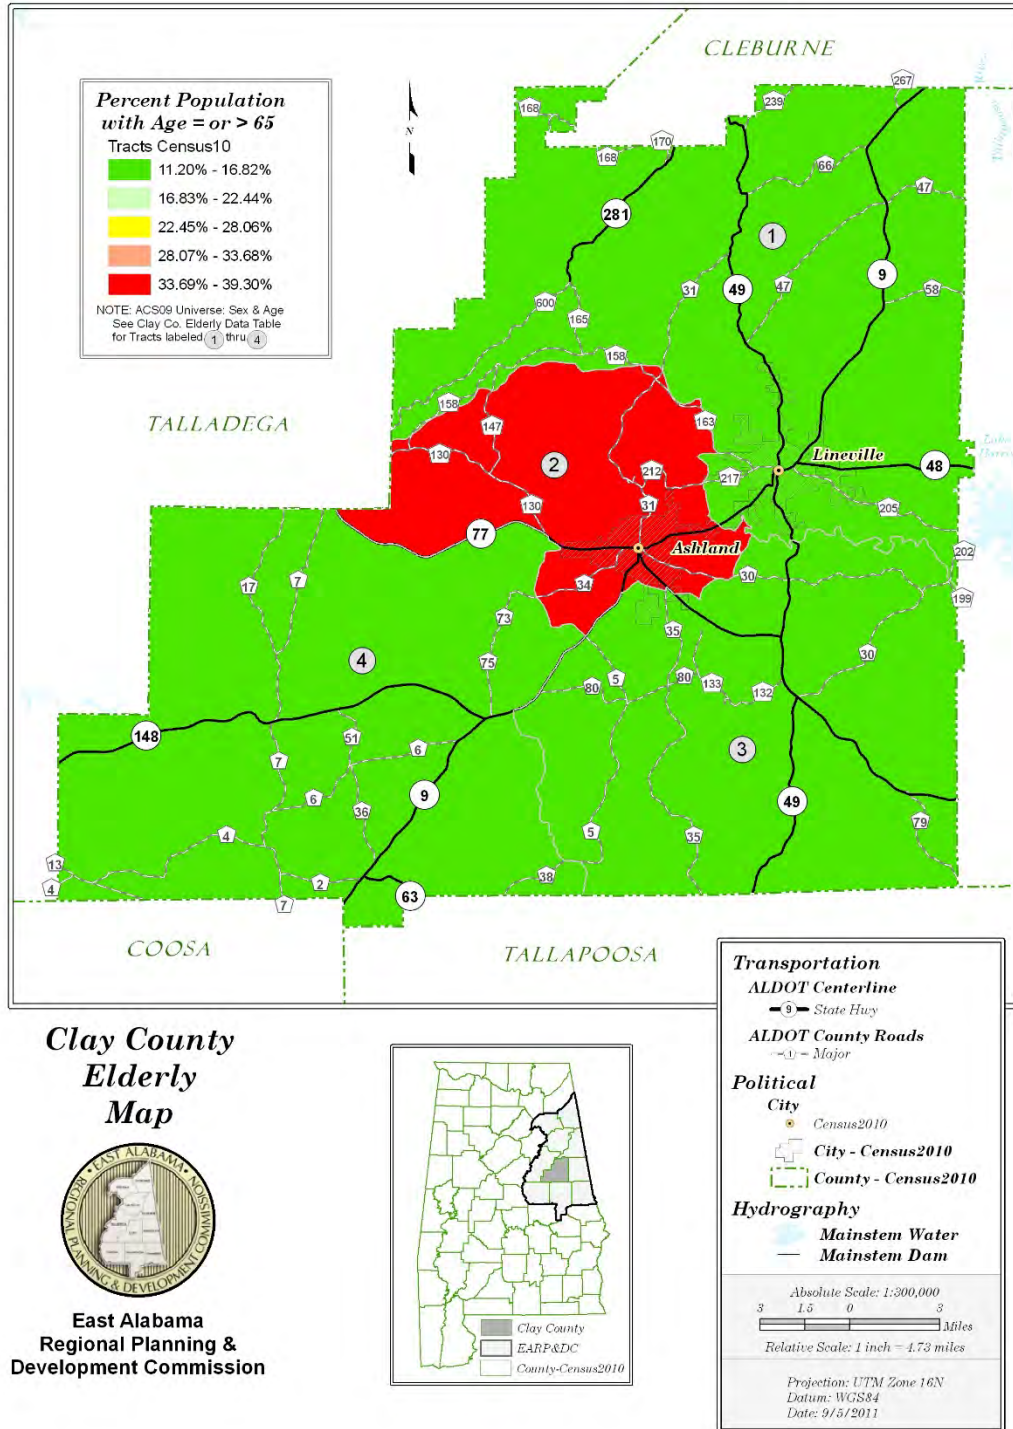 CLEBURNE
Percent Population
with Age = or > 65
Tracts Census10
11.20% - 16.82%
16.83% - 22.44%
22.45% - 28.06%
28.07% - 33.68%
33.69% - 39.30%
NOTE: ACS09 Universe: Sex & Age
See Clay Co. Elderly Data Table
for Tracts labeled 1 thru 4
N
267
168
239
170
168
66
47
281
1
9
49
47
31
58
600
165
158
158
163
147
TALLADEGA
130
2
212
217
Lineville
48
130
31
205
77
Ashland
202
17
7
34
30
199
73
35
30
4
75
5
80
80
133
132
148
51
6
3
7
6
9
36
49
79
4
5
35
13
4
2
38
7
63
COOSA
TALLAPOOSA
Clay County
Elderly
Map
EAST ALABAMA
REGIONAL PLANNING & DEVELOPMENT COMMISSION
East Alabama
Regional Planning &
Development Commission
Clay County
EARP&DC
County-Census2010
Transportation
ALDOT Centerline
9 State Hwy
ALDOT County Roads
1 Major
Political
City
Census2010
City - Census2010
County - Census2010
Hydrography
Mainstem Water
Mainstem Dam
Absolute Scale: 1:300,000
3 1.5 0 3
Miles
Relative Scale: 1 inch = 4.73 miles
Projection: UTM Zone 16N
Datum: WGS84
Date: 9/5/2011